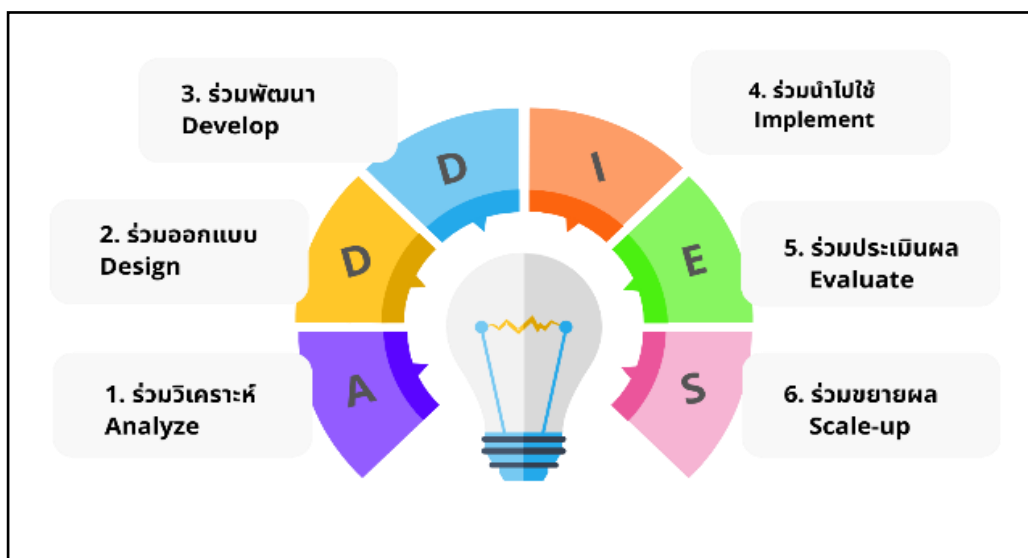 3. ร่วมพัฒนา
Develop
4. ร่วมนำไปใช้
Implement
2. ร่วมออกแบบ
Design
5. ร่วมประเมินผล
Evaluate
1. ร่วมวิเคราะห์
Analyze
6. ร่วมขยายผล
Scale-up
A
D
D
I
E
S